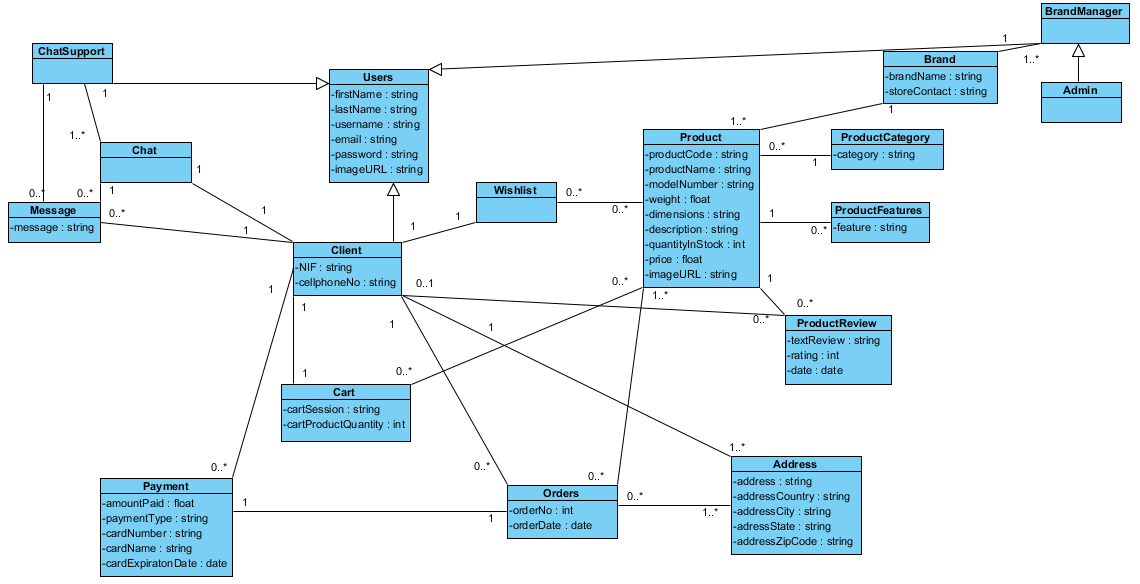 BrandManager
ChatSupport
1
1
Brand
1..*
-brandName : string
-storeContact : string
Users
-firstName : string
-lastName : string
-username : string
-email : string
-password : string
-imageURL : string
Admin
1
1
1..*
1
1..*
Chat
1
Product
-productCode : string
-productName : string
-modelNumber : string
-weight : float
-dimensions : string
-description : string
-quantityInStock : int
-price : float
-imageURL : string
0..*
1
ProductCategory
-category : string
0..*
0..*
1
Message
-message : string
0..*
1
1
Wishlist
1
1
0..*
0..*
1
0..*
ProductFeatures
-feature : string
Client
-NIF : string
-cellphoneNo : string
0..1
0..*
1..*
1
0..*
0..*
ProductReview
-textReview : string
-rating : int
-date : date
1
1
1
1
1
0..*
Cart
-cartSession : string
-cartProductQuantity : int
1..*
0..*
0..*
0..*
Address
-address : string
-addressCountry : string
-addressCity : string
-adressState : string
-addressZipCode : string
Payment
-amountPaid : float
-paymentType : string
-cardNumber : string
-cardName : string
-cardExpiratonDate : date
1
1
Orders
-orderNo : int
-orderDate : date
0..*
1..*